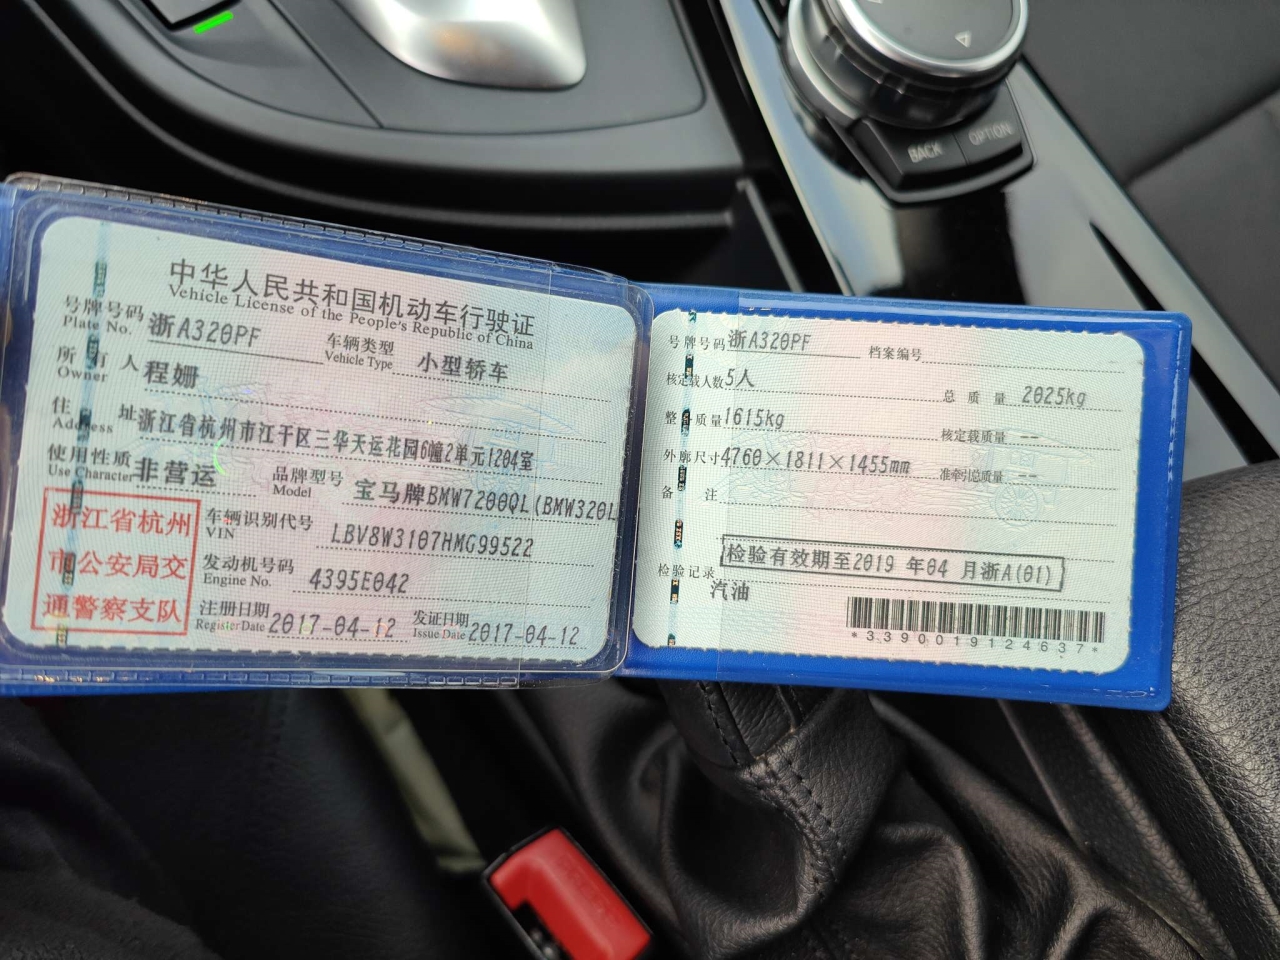 BACK OPTION
中华人民共和国机动车行驶证
Vehicle License of the People's Republic of China
号牌号码 浙A320PF 车辆类型 小型轿车
Plate No. Vehicle Type
所有人 程姗
Owner
住址 浙江省杭州市江干区三华天运花园6幢2单元1204室
Address
使用性质 非营运 品牌型号 宝马牌BMW7200QL(BMW320L
Use Character Model
浙江省杭州
市公安局交
通警察支队
车辆识别代号 LBV8W3107HMG99522
VIN
发动机号码 4395E042
Engine No.
注册日期 2017-04-12 发证日期 2017-04-12
Register Date Issue Date
号牌号码 浙A320PF 档案编号
核定载人数 5人 总质量 2025kg
整备质量 1615kg 核定载质量 --
外廓尺寸 4760×1811×1455mm 准牵引总质量 --
备注
检验有效期至2019 年04 月浙A(01)
检验记录
汽油
*3390019124637*